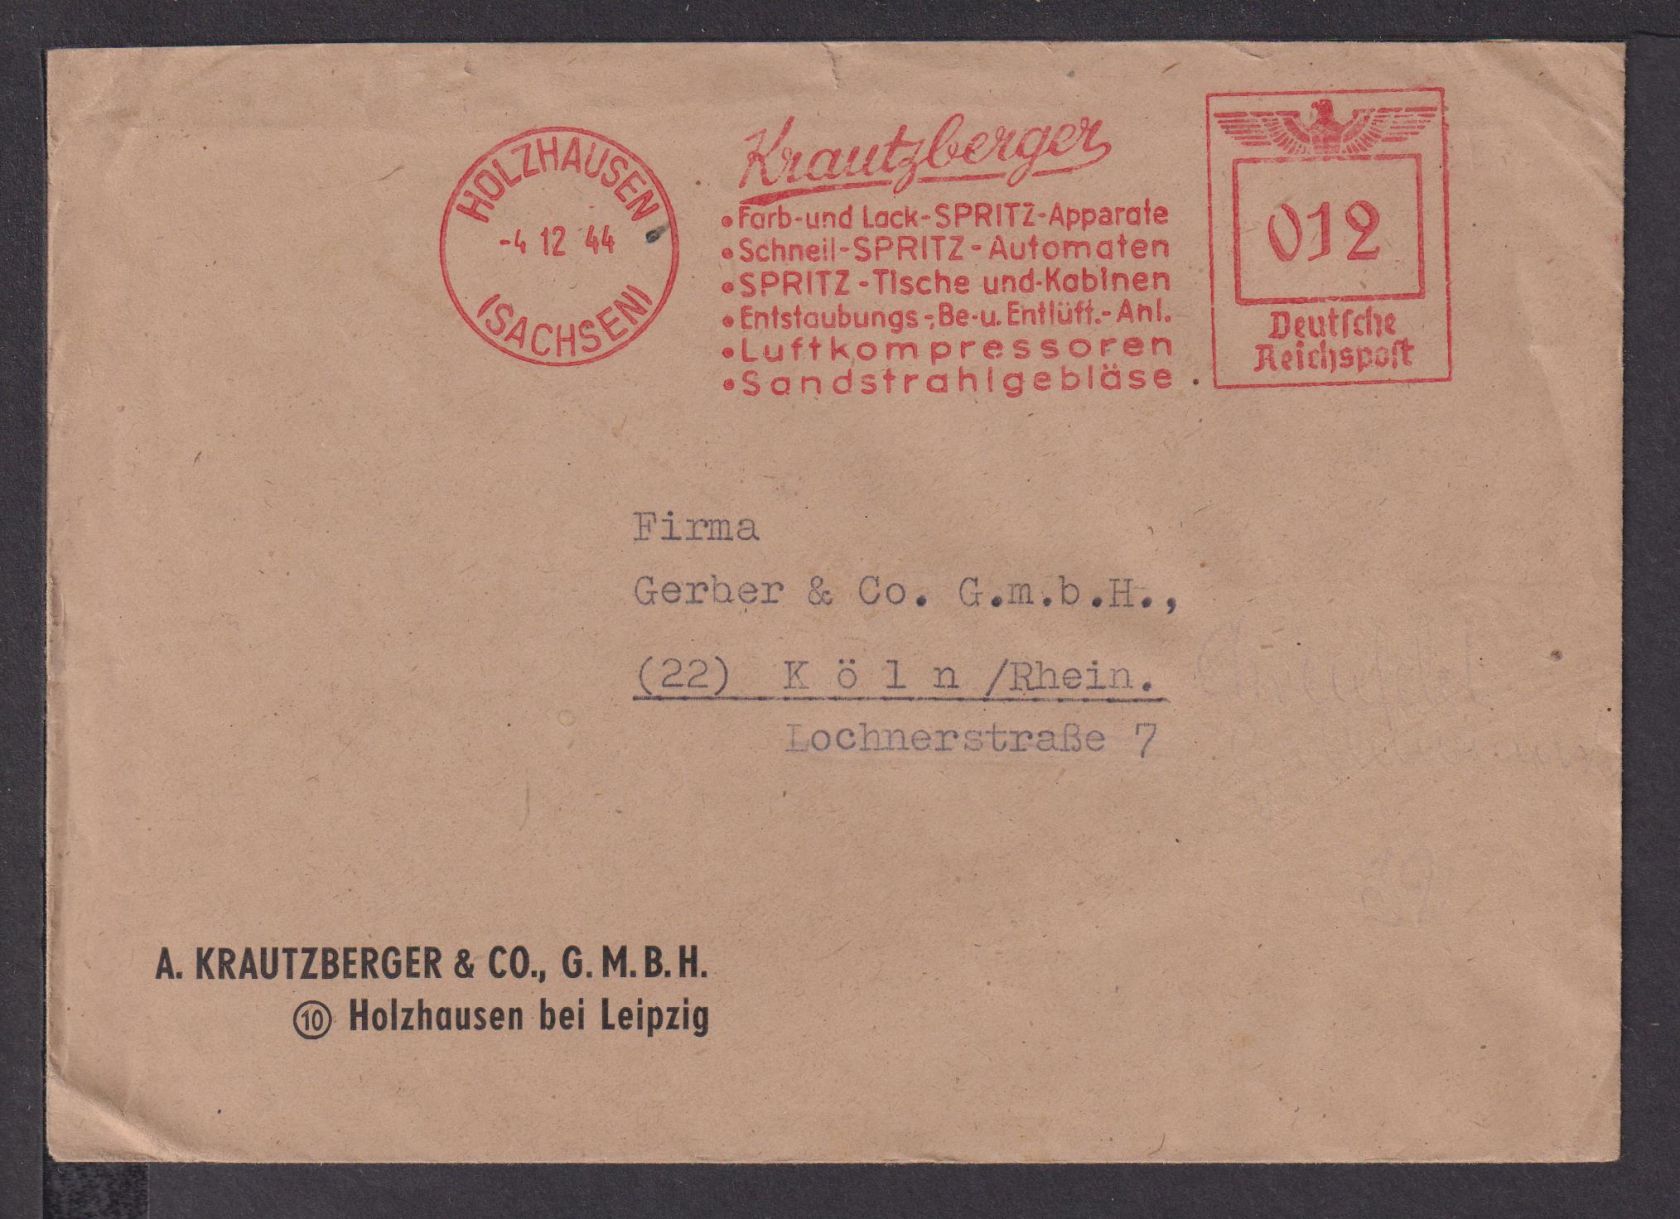 HOLZHAUSEN
-4 12 44
(SACHSEN)
Krautzberger
• Farb-und Lack-SPRITZ-Apparate
• Schnell-SPRITZ-Automaten
• SPRITZ-Tische und-Kabinen
• Entstaubungs-,Be-u. Entlüft.-Anl.
• Luftkompressoren
• Sandstrahlgebläse
012
Deutsche
Reichspost
Firma
Gerber & Co. G.m.b.H.,
(22) K ö l n /Rhein.
Lochnerstraße 7
A. KRAUTZBERGER & CO., G. M. B. H.
⑩ Holzhausen bei Leipzig